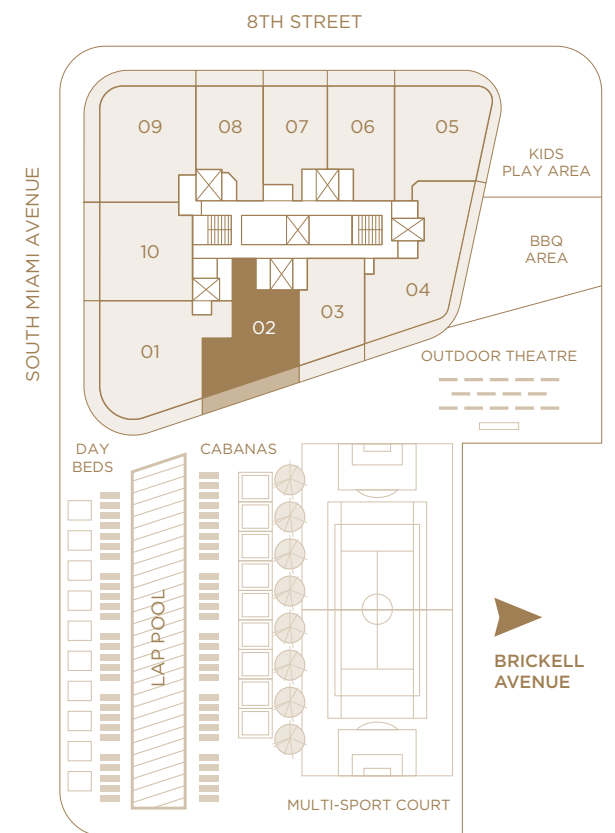 8TH STREET
SOUTH MIAMI AVENUE
09
08
07
06
05
KIDS
PLAY AREA
10
BBQ
AREA
04
03
02
01
OUTDOOR THEATRE
DAY
BEDS
CABANAS
LAP POOL
BRICKELL
AVENUE
MULTI-SPORT COURT